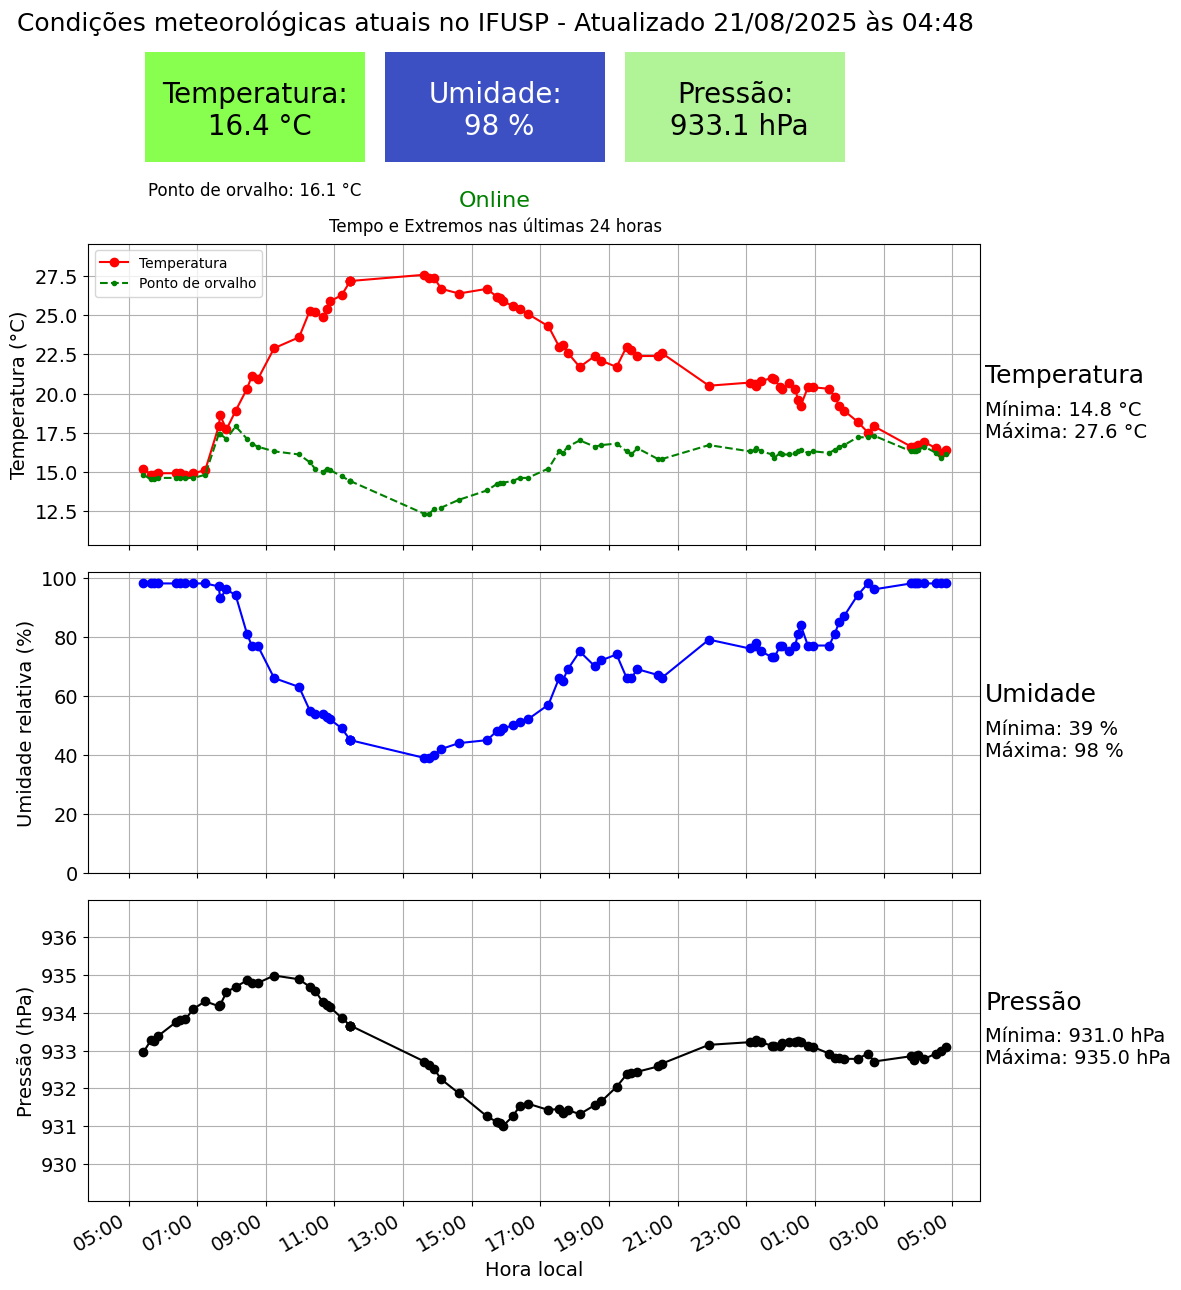 Condições meteorológicas atuais no IFUSP - Atualizado 21/08/2025 às 04:48
Temperatura:
16.4 °C
Umidade:
98 %
Pressão:
933.1 hPa
Ponto de orvalho: 16.1 °C
Online
Tempo e Extremos nas últimas 24 horas
Temperatura
Ponto de orvalho
Temperatura (°C)
27.5
25.0
22.5
20.0
17.5
15.0
12.5
Temperatura
Mínima: 14.8 °C
Máxima: 27.6 °C
Umidade relativa (%)
100
80
60
40
20
0
Umidade
Mínima: 39 %
Máxima: 98 %
Pressão (hPa)
936
935
934
933
932
931
930
Pressão
Mínima: 931.0 hPa
Máxima: 935.0 hPa
05:00 07:00 09:00 11:00 13:00 15:00 17:00 19:00 21:00 23:00 01:00 03:00 05:00
Hora local